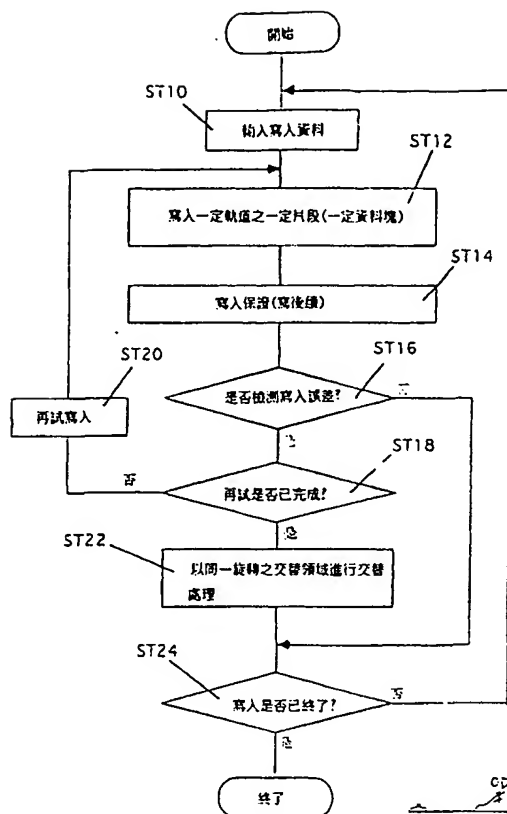 開始
ST10
輸入寫入資料
ST12
寫入一定軌道之一定片段(一定資料塊)
ST14
寫入保證(寫後讀)
ST16
是否檢測寫入誤差?
否
是
ST20
再試寫入
ST18
再試是否已完成?
否
是
ST22
以同一旋轉之交替領域進行交替
處理
ST24
寫入是否已終了?
否
是
終了